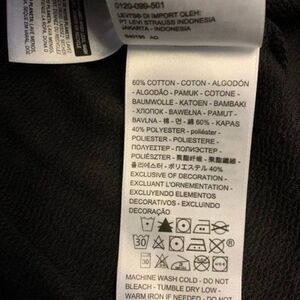 0120-099-501
LEVI'S® DI IMPORT OLEH:
PT LEVI STRAUSS INDONESIA
JAKARTA - INDONESIA
60% COTTON - COTON - ALGODÓN
- ALGODÃO - PAMUK - COTONE -
BAUMWOLLE - KATOEN - BAMBAKI
- ХЛОПОК - BAWEŁNA - PAMUT -
BAVLNA - 棉 - 綿 - 면 60% - KAPAS
40% POLYESTER - poliéster -
POLIESTERE - POLYESTER -
ΠΟΛΥΕΣΤΕΡ - ПОЛИЭСТЕР -
POLIÉSZTER - 聚酯纤维 - 聚酯纖維 -
폴리에스터 - ポリエステル 40%
EXCLUSIVE OF DECORATION -
EXCLUANT L'ORNEMENTATION -
EXCLUYENDO ELEMENTOS
DECORATIVOS - EXCLUINDO
DECORAÇÃO
30
30
MACHINE WASH COLD - DO NOT
BLEACH - TUMBLE DRY LOW -
WARM IRON IF NEEDED - DO NOT